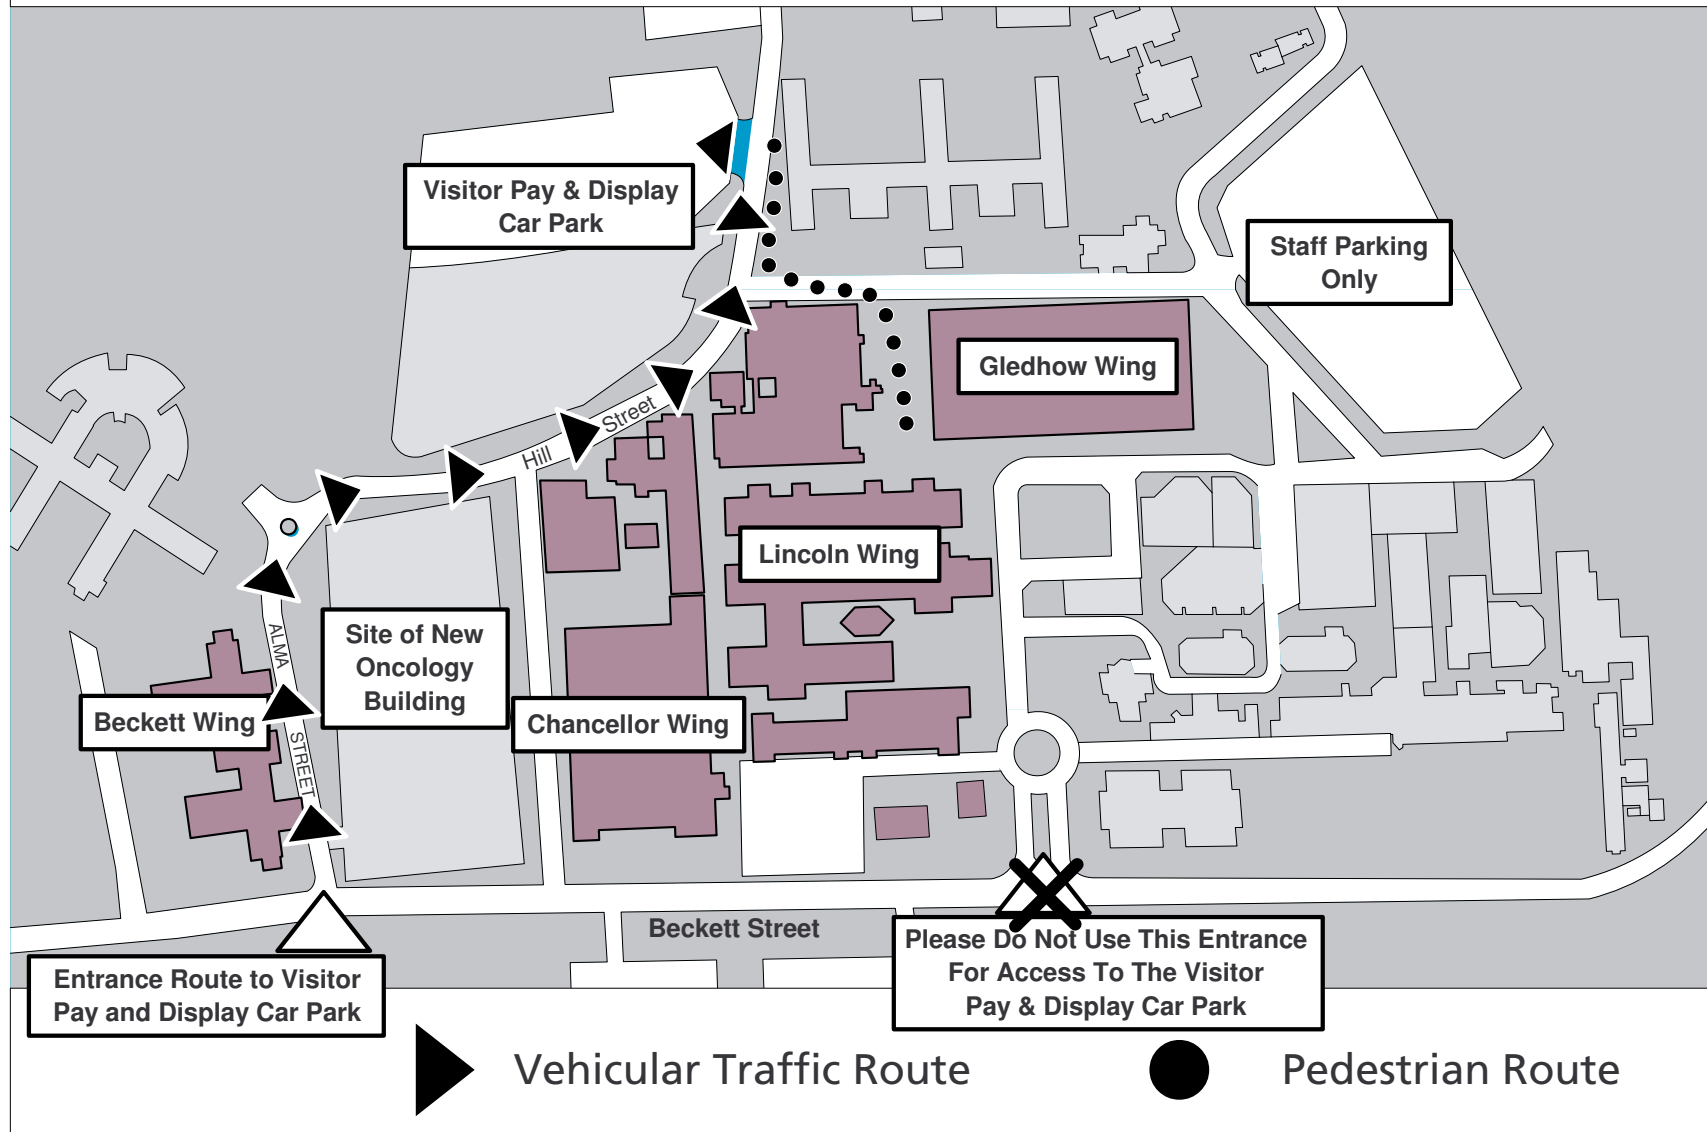 Visitor Pay & Display
Car Park
Staff Parking
Only
Gledhow Wing
Hill Street
Lincoln Wing
ALMA STREET
Site of New
Oncology
Building
Beckett Wing
Chancellor Wing
Beckett Street
Please Do Not Use This Entrance
For Access To The Visitor
Pay & Display Car Park
Entrance Route to Visitor
Pay and Display Car Park
Vehicular Traffic Route
Pedestrian Route